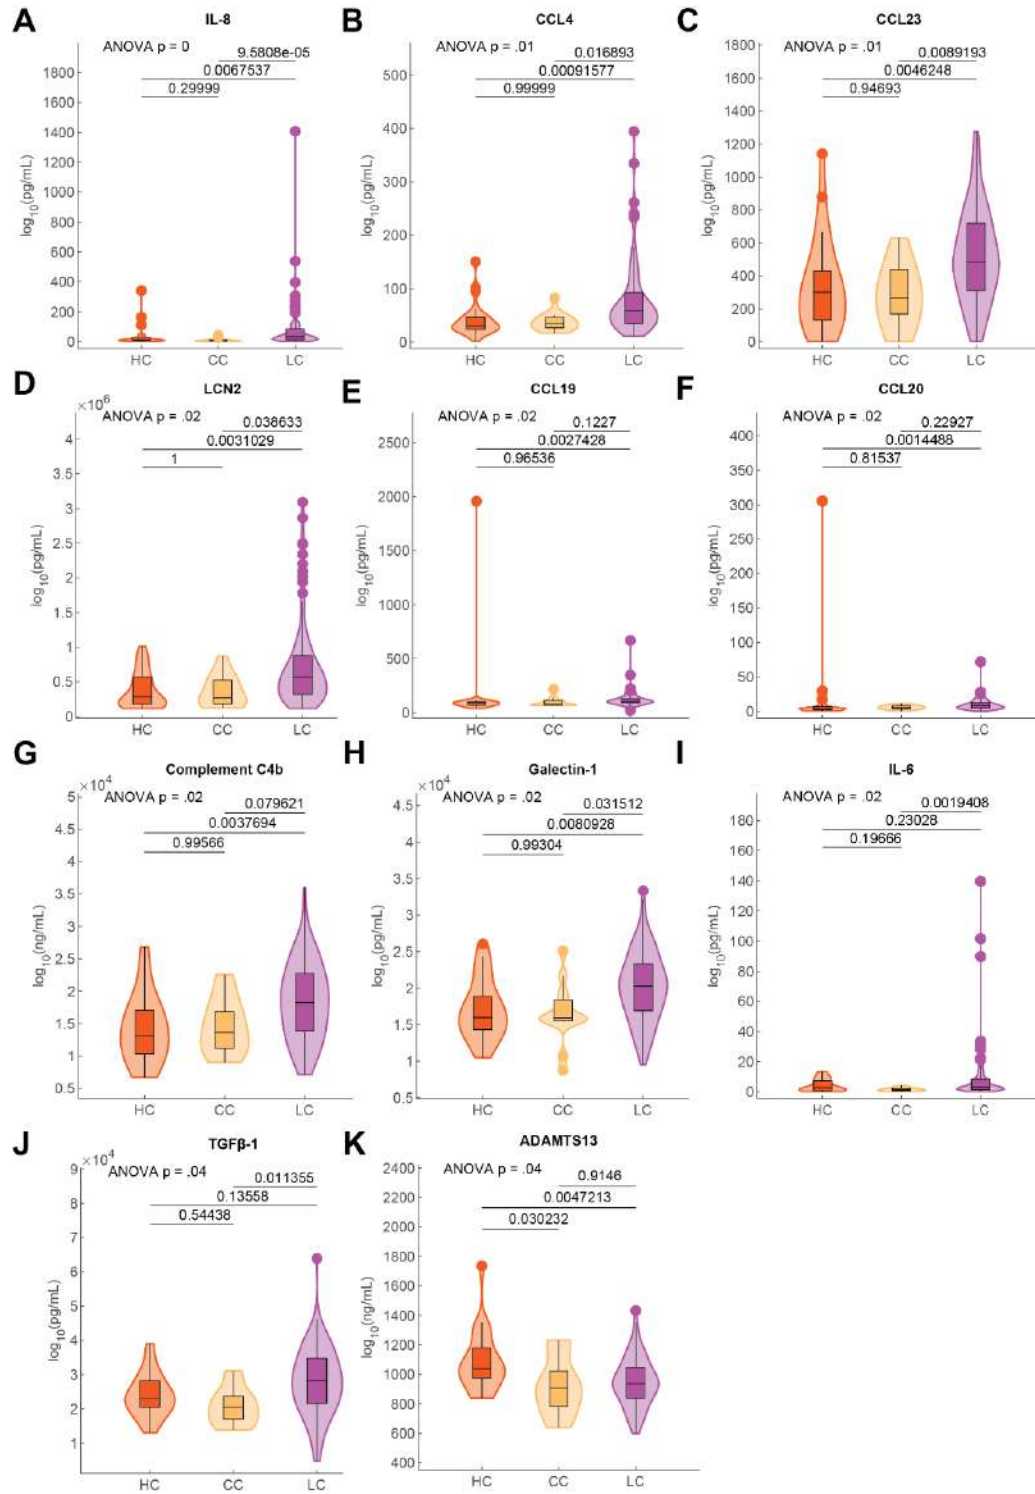 A
IL-8
ANOVA p = 0
9.5808e-05
0.0067537
0.29999
1800
1600
1400
1200
1000
800
600
400
200
0
log10(pg/mL)
HC CC LC
B
CCL4
ANOVA p = .01
0.016893
0.00091577
0.99999
500
400
300
200
100
0
log10(pg/mL)
HC CC LC
C
CCL23
ANOVA p = .01
0.0089193
0.0046248
0.94693
1800
1600
1400
1200
1000
800
600
400
200
0
log10(pg/mL)
HC CC LC
D
LCN2
×10^6
ANOVA p = .02
0.038633
0.0031029
1
4
3.5
3
2.5
2
1.5
1
0.5
0
log10(pg/mL)
HC CC LC
E
CCL19
ANOVA p = .02
0.1227
0.0027428
0.96536
2500
2000
1500
1000
500
0
log10(pg/mL)
HC CC LC
F
CCL20
ANOVA p = .02
0.22927
0.0014488
0.81537
400
350
300
250
200
150
100
50
0
log10(pg/mL)
HC CC LC
G
Complement C4b
×10^4
ANOVA p = .02
0.079621
0.0037694
0.99566
5
4.5
4
3.5
3
2.5
2
1.5
1
0.5
log10(ng/mL)
HC CC LC
H
Galectin-1
×10^4
ANOVA p = .02
0.031512
0.0080928
0.99304
4.5
4
3.5
3
2.5
2
1.5
1
0.5
log10(pg/mL)
HC CC LC
I
IL-6
ANOVA p = .02
0.0019408
0.23028
0.19666
180
160
140
120
100
80
60
40
20
0
log10(pg/mL)
HC CC LC
J
TGFβ-1
×10^4
ANOVA p = .04
0.011355
0.13558
0.54438
9
8
7
6
5
4
3
2
1
log10(pg/mL)
HC CC LC
K
ADAMTS13
ANOVA p = .04
0.9146
0.0047213
0.030232
2400
2200
2000
1800
1600
1400
1200
1000
800
600
400
log10(ng/mL)
HC CC LC